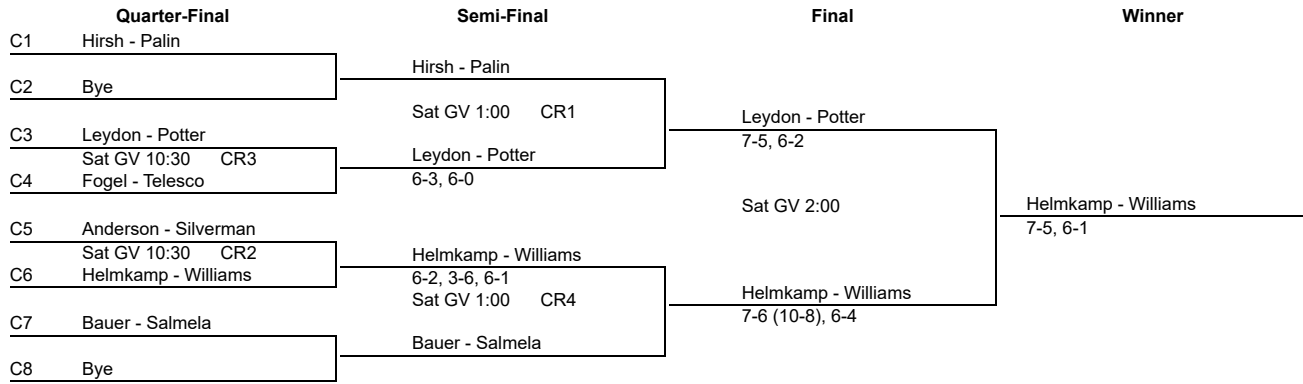 Quarter-Final Semi-Final Final Winner
C1 Hirsh - Palin
Hirsh - Palin
C2 Bye
Sat GV 1:00 CR1
Leydon - Potter
C3 Leydon - Potter
7-5, 6-2
Sat GV 10:30 CR3
Leydon - Potter
C4 Fogel - Telesco
6-3, 6-0
Sat GV 2:00
Helmkamp - Williams
C5 Anderson - Silverman
7-5, 6-1
Sat GV 10:30 CR2
Helmkamp - Williams
C6 Helmkamp - Williams
6-2, 3-6, 6-1
Sat GV 1:00 CR4
Helmkamp - Williams
7-6 (10-8), 6-4
C7 Bauer - Salmela
Bauer - Salmela
C8 Bye